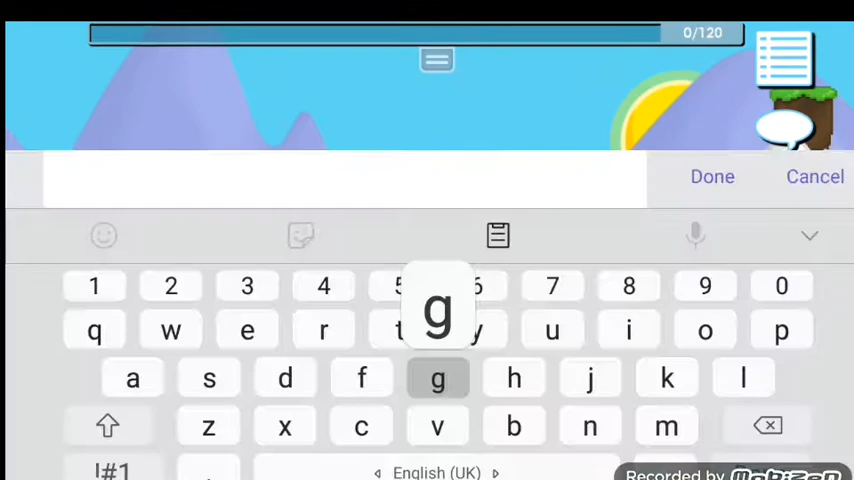 0/120
Done Cancel
1 2 3 4 5 6 7 8 9 0
g
q w e r t y u i o p
a s d f g h j k l
z x c v b n m
!#1 , English (UK)
Recorded by
MOBIZEN